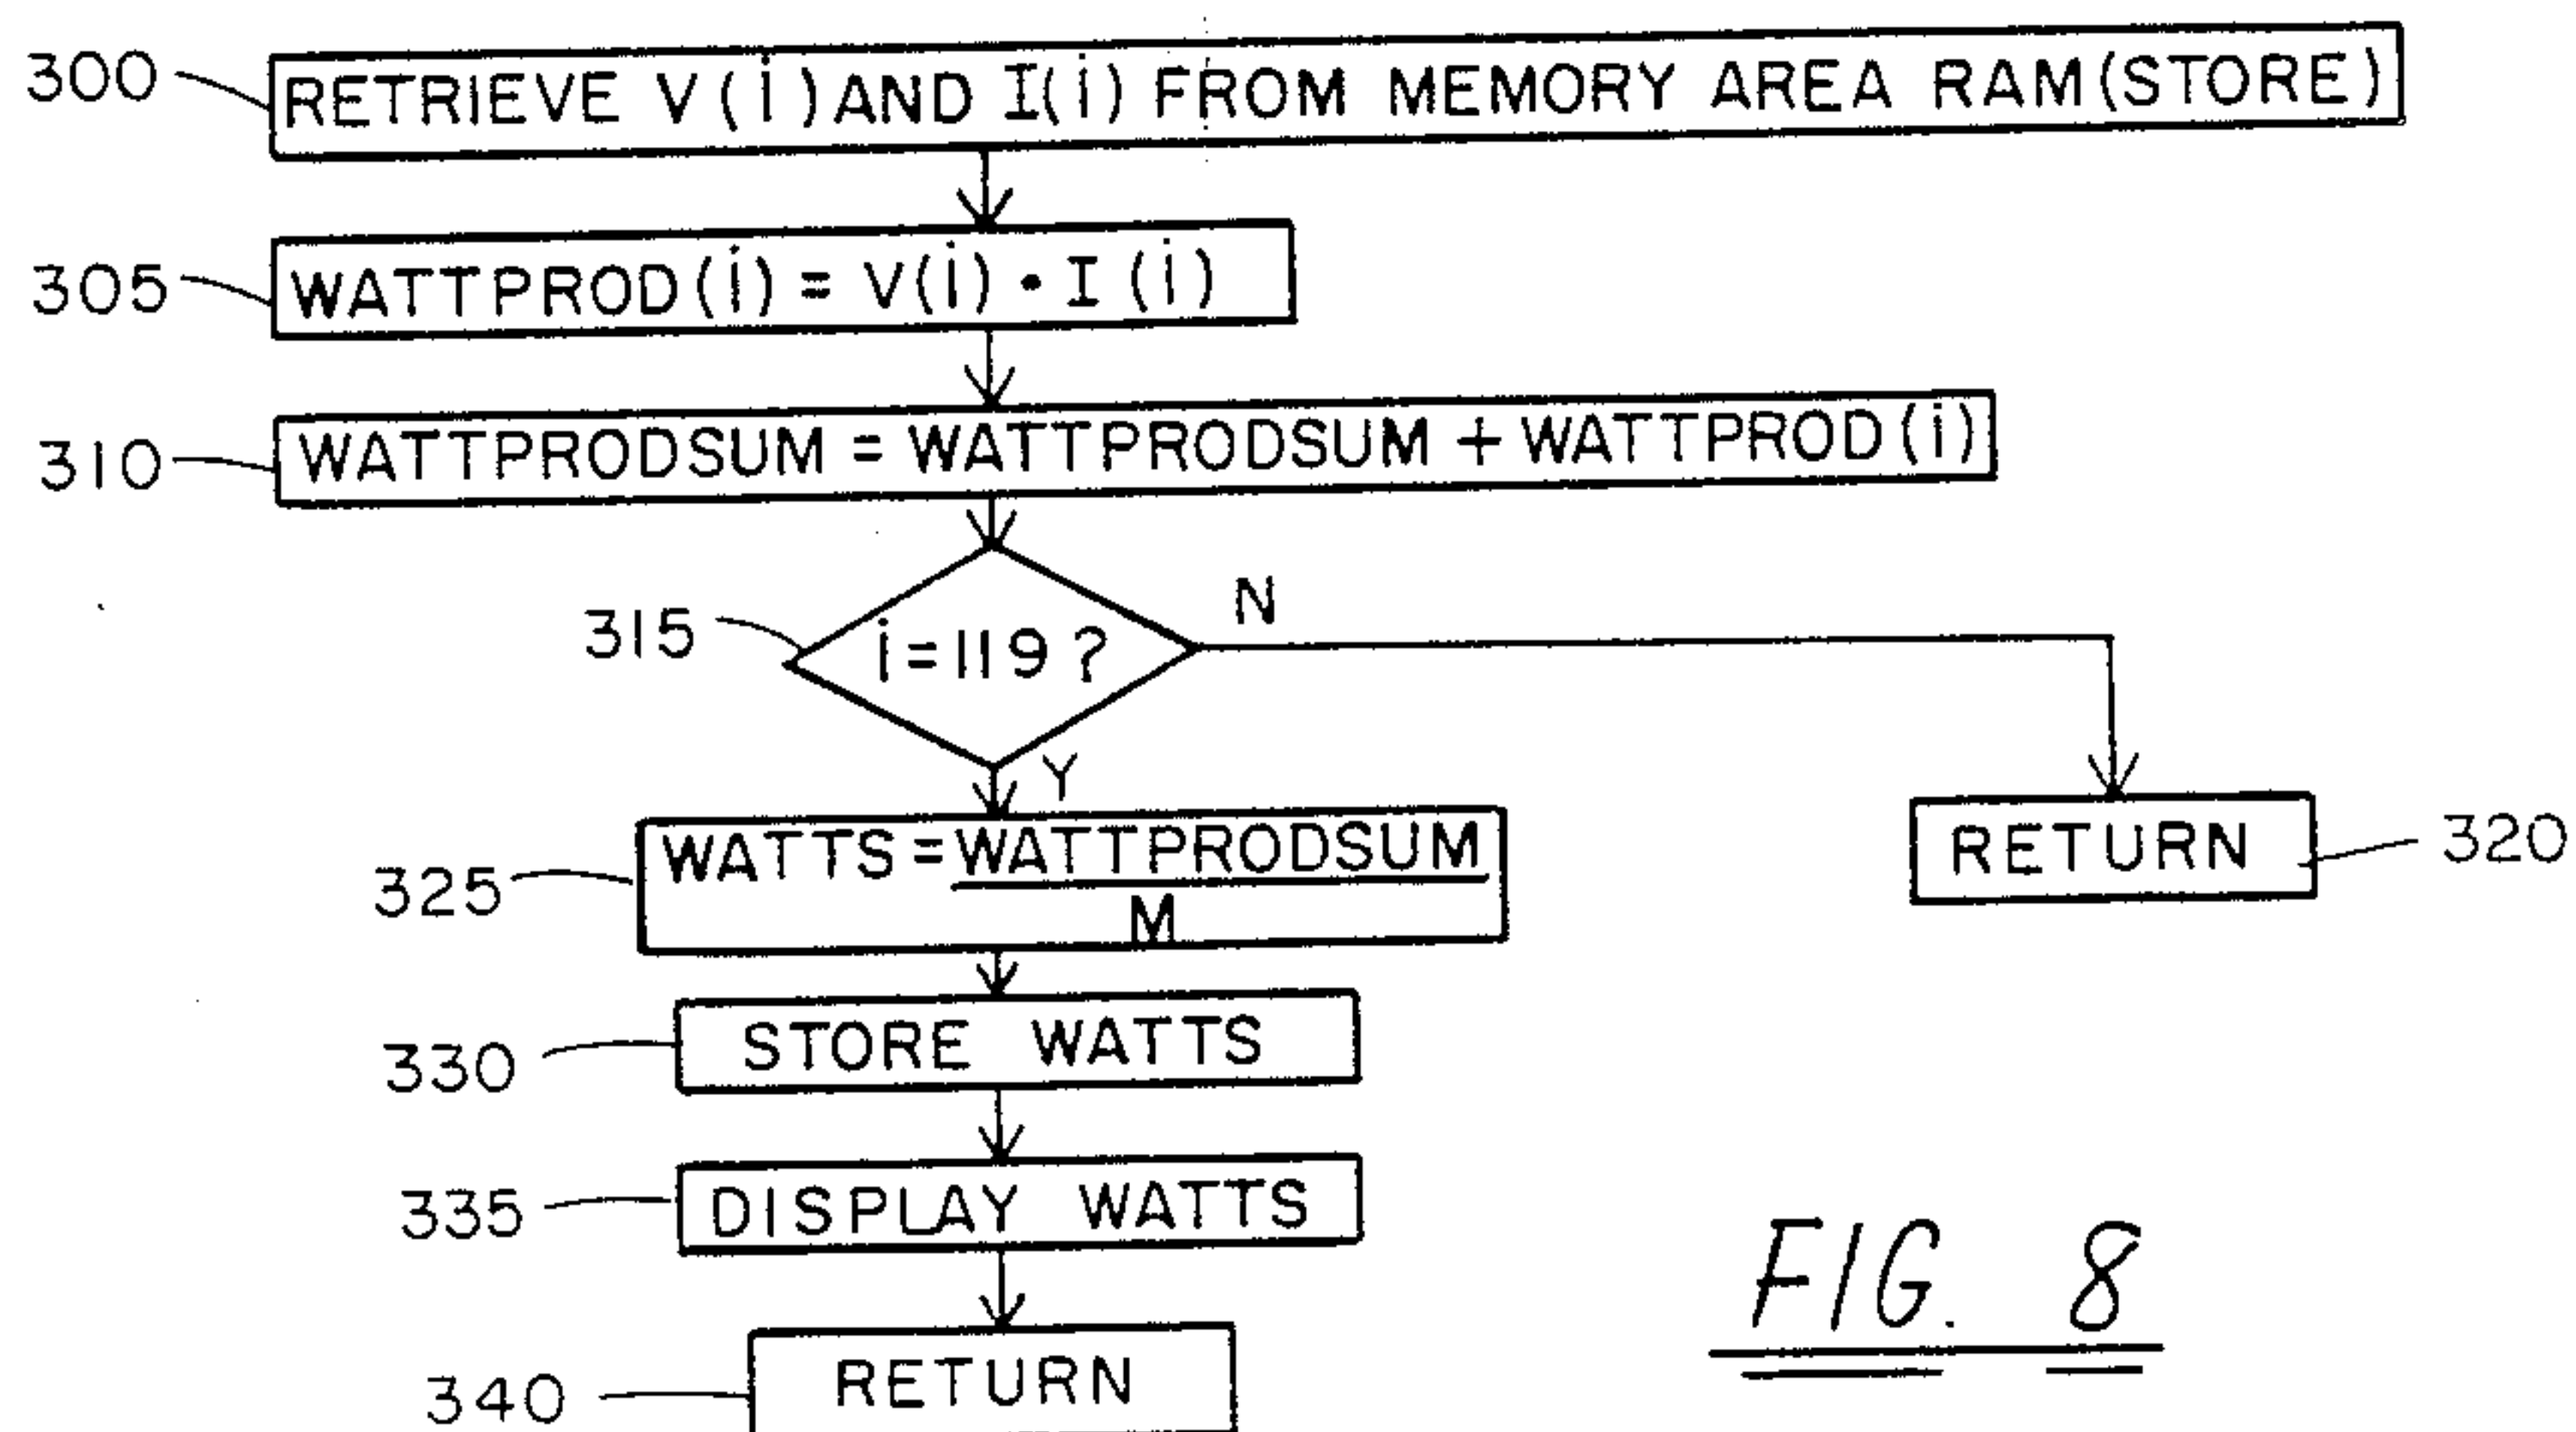 300
RETRIEVE V(i) AND I(i) FROM MEMORY AREA RAM (STORE)
305
WATTPROD(i) = V(i) • I(i)
310
WATTPRODSUM = WATTPRODSUM + WATTPROD(i)
315
i=119?
N
Y
325
WATTS = WATTPRODSUM
M
RETURN
320
330
STORE WATTS
335
DISPLAY WATTS
340
RETURN
FIG. 8